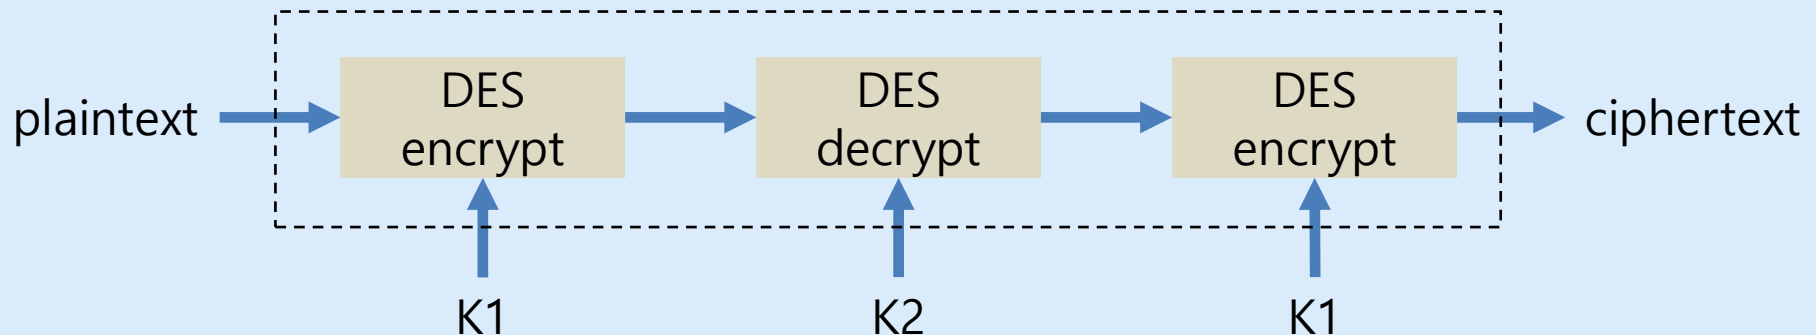 plaintext
DES
encrypt
DES
decrypt
DES
encrypt
ciphertext
K1
K2
K1